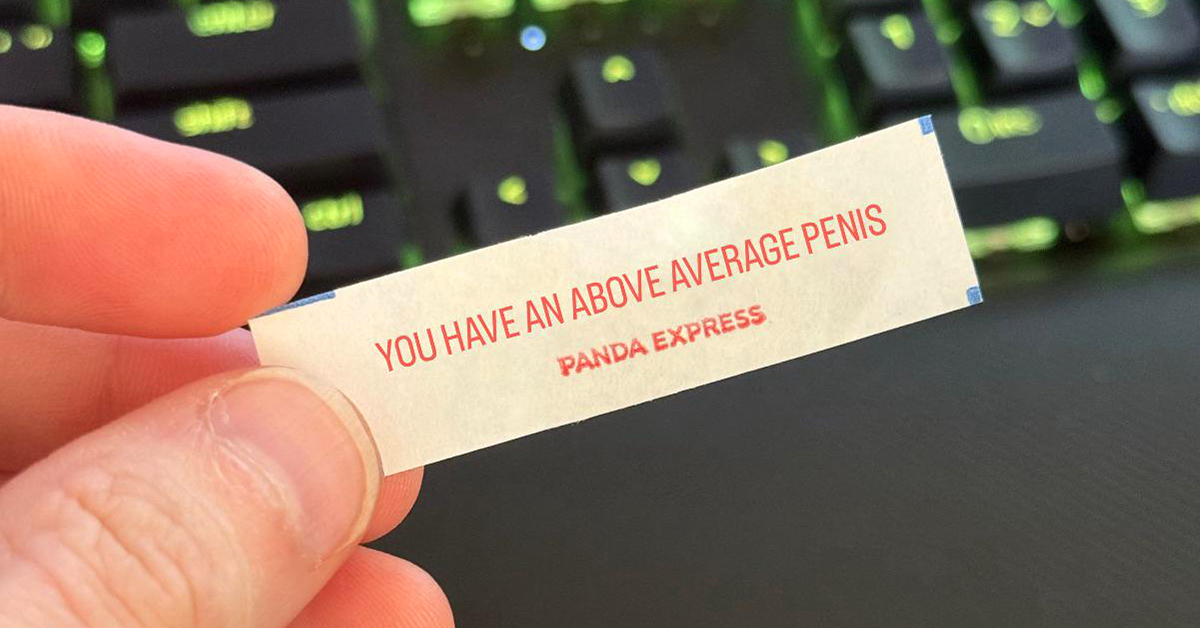 YOU HAVE AN ABOVE AVERAGE PENIS
PANDA EXPRESS